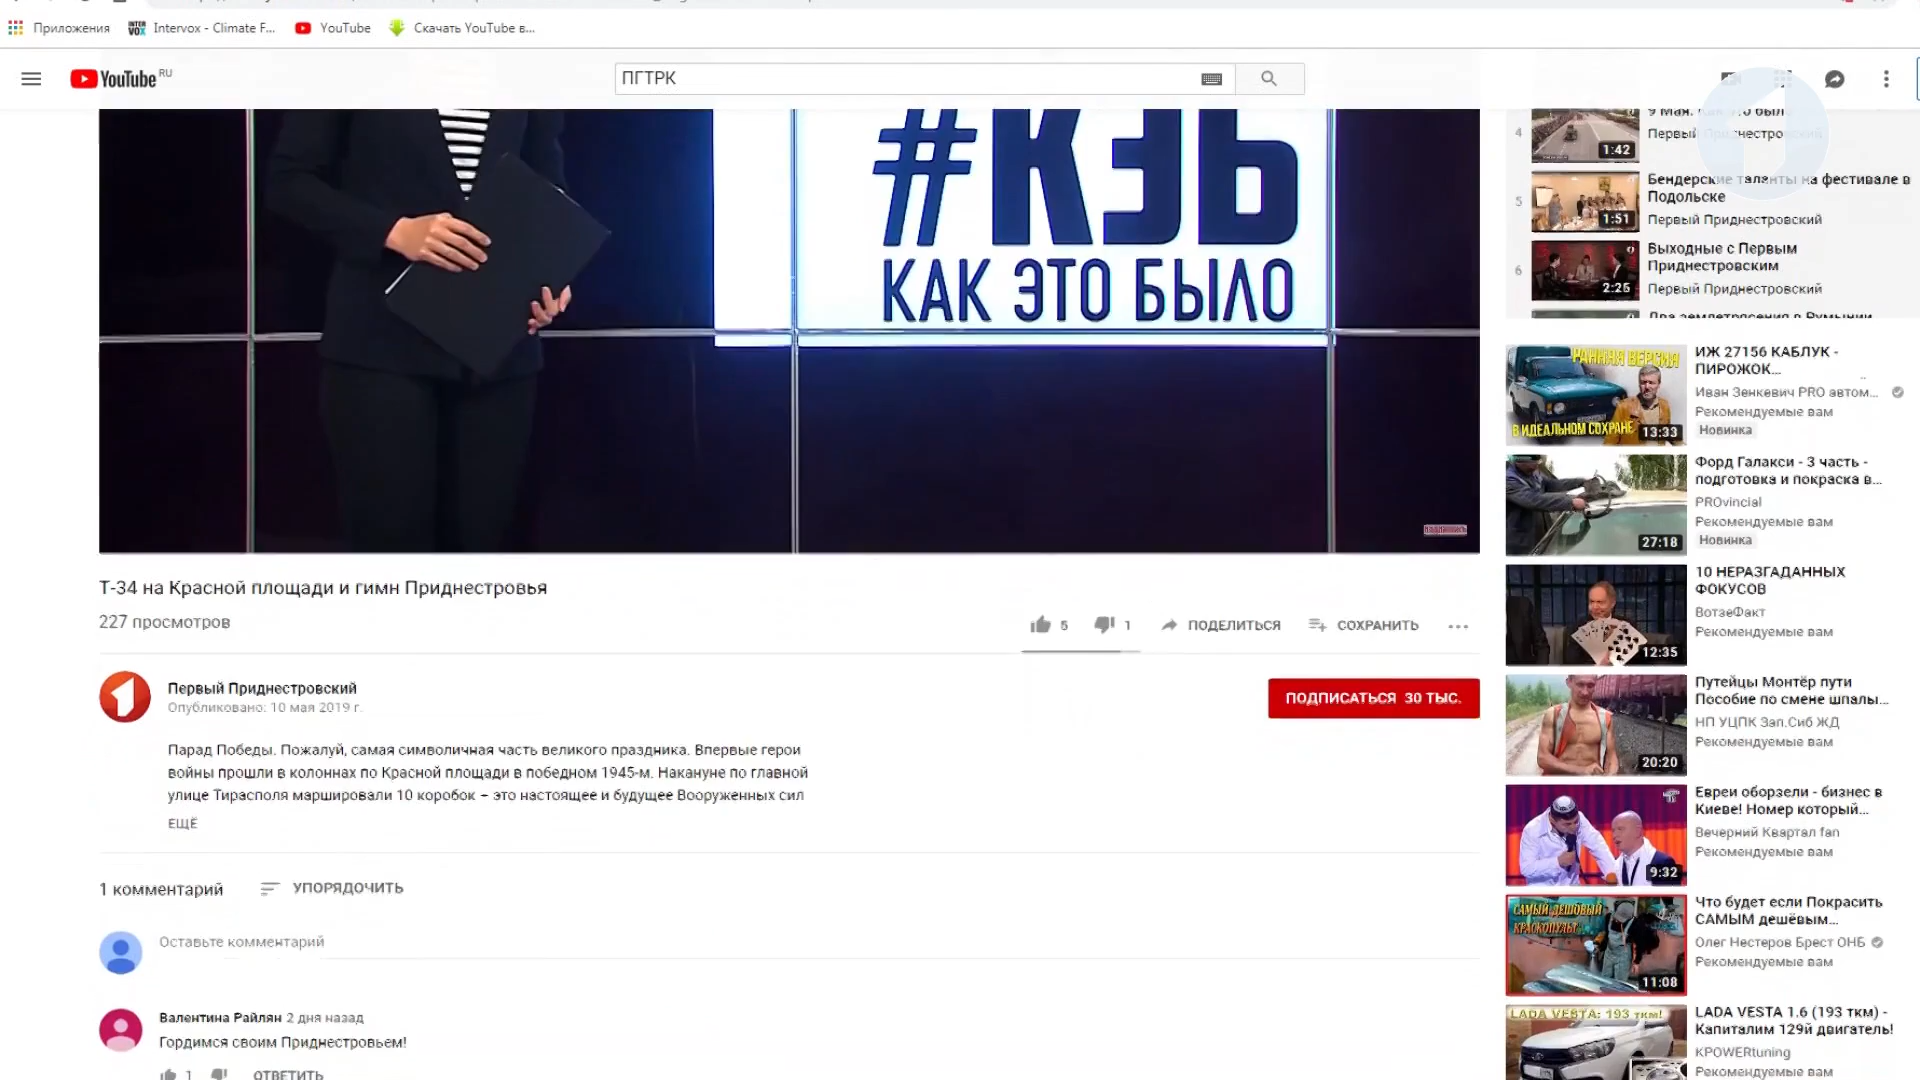 Приложения
Intervox - Climate F...
YouTube
Скачать YouTube в...
YouTube RU
ПГТРК
#КЭБ
КАК ЭТО БЫЛО
Т-34 на Красной площади и гимн Приднестровья
227 просмотров
5
1
ПОДЕЛИТЬСЯ
СОХРАНИТЬ
Первый Приднестровский
Опубликовано: 10 мая 2019 г.
ПОДПИСАТЬСЯ 30 ТЫС.
Парад Победы. Пожалуй, самая символичная часть великого праздника. Впервые герои
войны прошли в колоннах по Красной площади в победном 1945-м. Накануне по главной
улице Тирасполя маршировали 10 коробок – это настоящее и будущее Вооруженных сил
ЕЩЁ
1 комментарий
УПОРЯДОЧИТЬ
Оставьте комментарий
Валентина Райлян 2 дня назад
Гордимся своим Приднестровьем!
1
ОТВЕТИТЬ
4
1:42
9 Мая. Как это было
Первый Приднестровский
5
1:51
Бендерские таланты на фестивале в
Подольске
Первый Приднестровский
6
2:25
Выходные с Первым
Приднестровским
Первый Приднестровский
Два землетрясения в Румынии
РАННЯЯ ВЕРСИЯ
В ИДЕАЛЬНОМ СОХРАНЕ
13:33
ИЖ 27156 КАБЛУК -
ПИРОЖОК...
Иван Зенкевич PRO автом...
Рекомендуемые вам
Новинка
27:18
Форд Галакси - 3 часть -
подготовка и покраска в...
PROvincial
Рекомендуемые вам
Новинка
12:35
10 НЕРАЗГАДАННЫХ
ФОКУСОВ
ВотэеФакт
Рекомендуемые вам
20:20
Путейцы Монтёр пути
Пособие по смене шпалы...
НП УЦПК Зап.Сиб ЖД
Рекомендуемые вам
9:32
Евреи оборзели - бизнес в
Киеве! Номер который...
Вечерний Квартал fan
Рекомендуемые вам
САМЫЙ ДЕШОВЫЙ
КРАСКОПУЛЬТ
11:08
Что будет если Покрасить
САМЫМ дешёвым...
Олег Нестеров Брест ОНБ
Рекомендуемые вам
LADA VESTA: 193 ткм!
LADA VESTA 1.6 (193 ткм) -
Капиталим 129й двигатель!
KPOWERtuning
Рекомендуемые вам